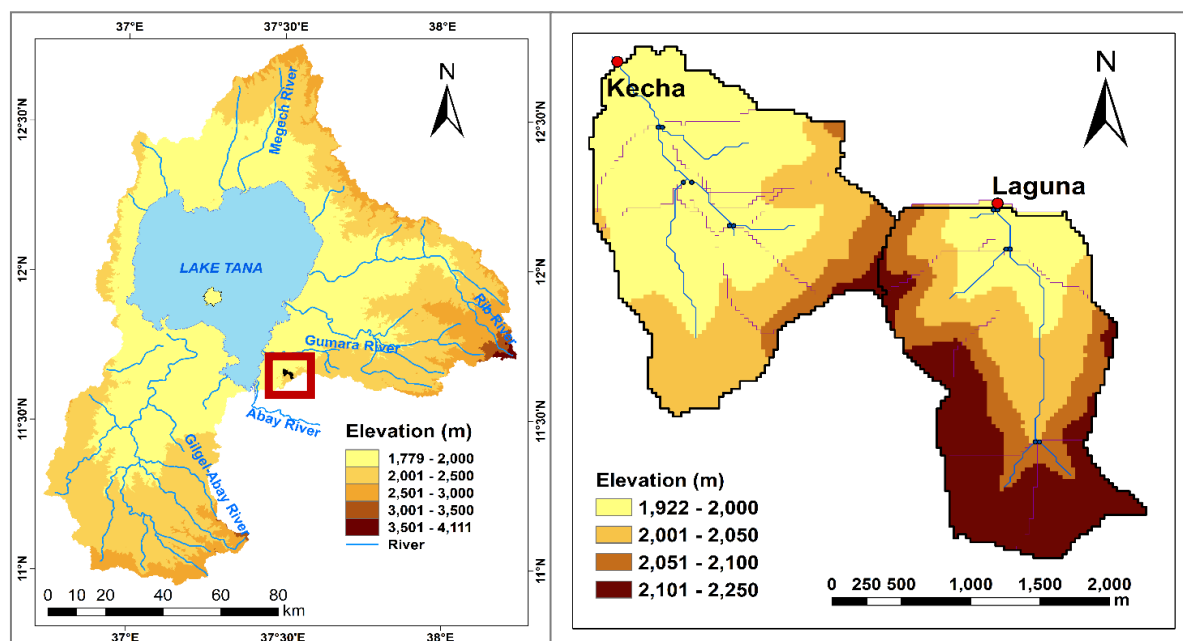 37°E
37°30'E
38°E
N
Megech River
12°30'N
12°30'N
LAKE TANA
12°N
12°N
Rib River
Gumara River
11°30'N
11°30'N
Abay River
Gilgel-Abay River
Elevation (m)
1,779 - 2,000
2,001 - 2,500
2,501 - 3,000
3,001 - 3,500
3,501 - 4,111
River
11°N
11°N
0 10 20 40 60 80
km
37°E
37°30'E
38°E
Kecha
N
Laguna
Elevation (m)
1,922 - 2,000
2,001 - 2,050
2,051 - 2,100
2,101 - 2,250
0 250 500 1,000 1,500 2,000
m